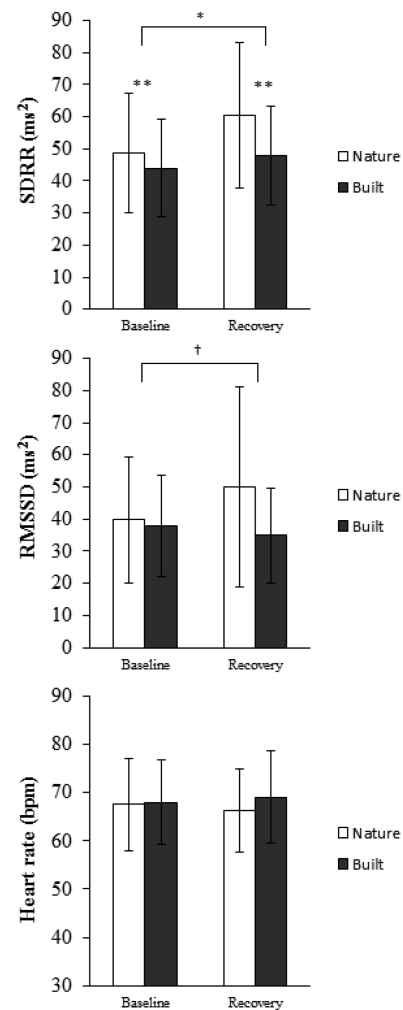 90
80
70
60
50
40
30
20
10
0
SDRR (ms²)
*
**
**
Baseline
Recovery
Nature
Built
90
80
70
60
50
40
30
20
10
0
RMSSD (ms²)
†
Baseline
Recovery
Nature
Built
90
80
70
60
50
40
30
Heart rate (bpm)
Baseline
Recovery
Nature
Built